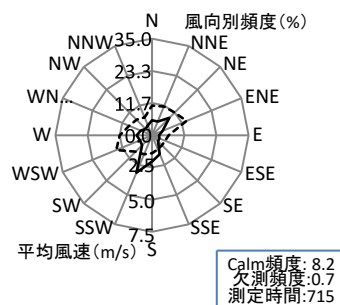 N
風向別頻度(%)
35.0
NNW
NNE
NW
23.3
NE
WN...
11.7
ENE
W
0.0
E
WSW
2.5
ESE
SW
5.0
SE
SSW
SSE
平均風速(m/s)
7.5
S
Calm頻度: 8.2
欠測頻度:0.7
測定時間:715